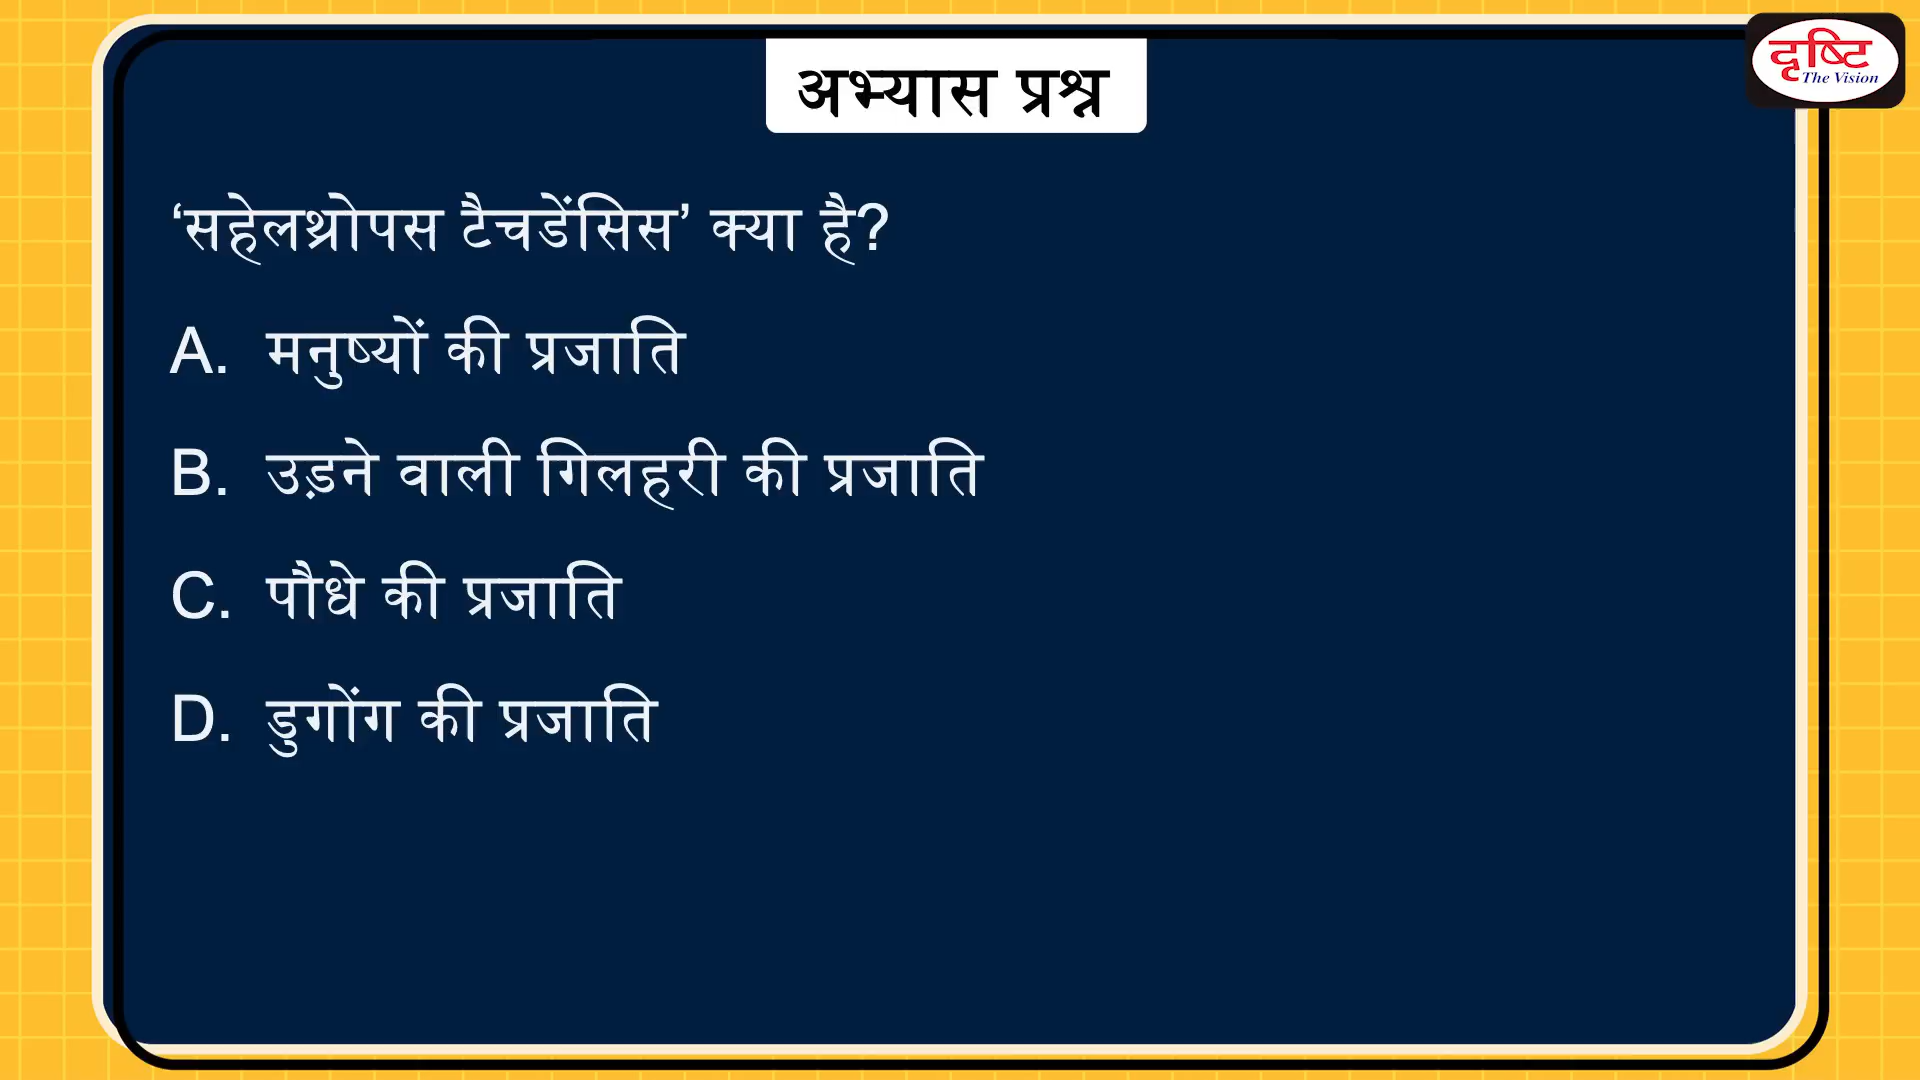 दृष्टि
The Vision
अभ्यास प्रश्न
‘सहेलथ्रोपस टैचडेंसिस’ क्या है?
A. मनुष्यों की प्रजाति
B. उड़ने वाली गिलहरी की प्रजाति
C. पौधे की प्रजाति
D. डुगोंग की प्रजाति